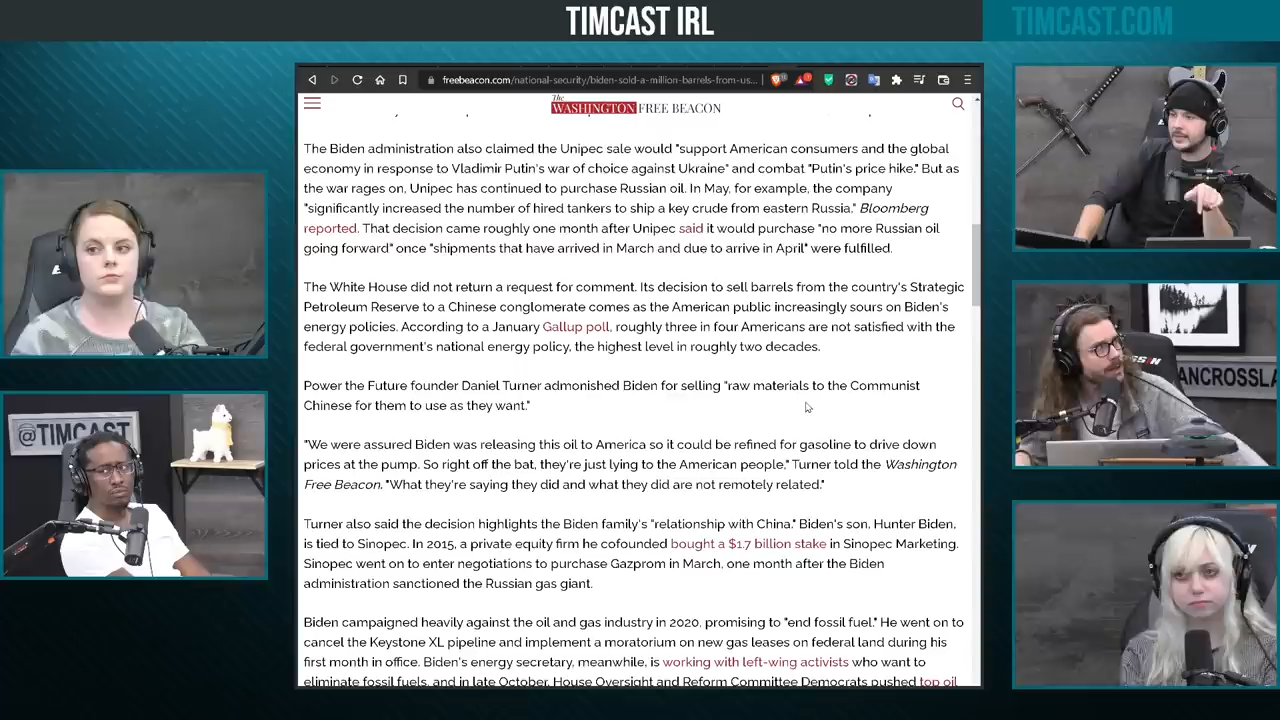 TIMCAST IRL
TIMCAST.COM
freebeacon.com/national-security/biden-sold-a-million-barrels-from-us...
The
WASHINGTON FREE BEACON
The Biden administration also claimed the Unipec sale would "support American consumers and the global
economy in response to Vladimir Putin's war of choice against Ukraine" and combat "Putin's price hike." But as
the war rages on, Unipec has continued to purchase Russian oil. In May, for example, the company
"significantly increased the number of hired tankers to ship a key crude from eastern Russia," Bloomberg
reported. That decision came roughly one month after Unipec said it would purchase "no more Russian oil
going forward" once "shipments that have arrived in March and due to arrive in April" were fulfilled.
The White House did not return a request for comment. Its decision to sell barrels from the country's Strategic
Petroleum Reserve to a Chinese conglomerate comes as the American public increasingly sours on Biden's
energy policies. According to a January Gallup poll, roughly three in four Americans are not satisfied with the
federal government's national energy policy, the highest level in roughly two decades.
Power the Future founder Daniel Turner admonished Biden for selling "raw materials to the Communist
Chinese for them to use as they want."
"We were assured Biden was releasing this oil to America so it could be refined for gasoline to drive down
prices at the pump. So right off the bat, they're just lying to the American people," Turner told the Washington
Free Beacon. "What they're saying they did and what they did are not remotely related."
Turner also said the decision highlights the Biden family's "relationship with China." Biden's son, Hunter Biden,
is tied to Sinopec. In 2015, a private equity firm he cofounded bought a $1.7 billion stake in Sinopec Marketing.
Sinopec went on to enter negotiations to purchase Gazprom in March, one month after the Biden
administration sanctioned the Russian gas giant.
Biden campaigned heavily against the oil and gas industry in 2020, promising to "end fossil fuel." He went on to
cancel the Keystone XL pipeline and implement a moratorium on new gas leases on federal land during his
first month in office. Biden's energy secretary, meanwhile, is working with left-wing activists who want to
eliminate fossil fuels, and in late October, House Oversight and Reform Committee Democrats pushed top oil
@TIMCAST
ANCROSSLA